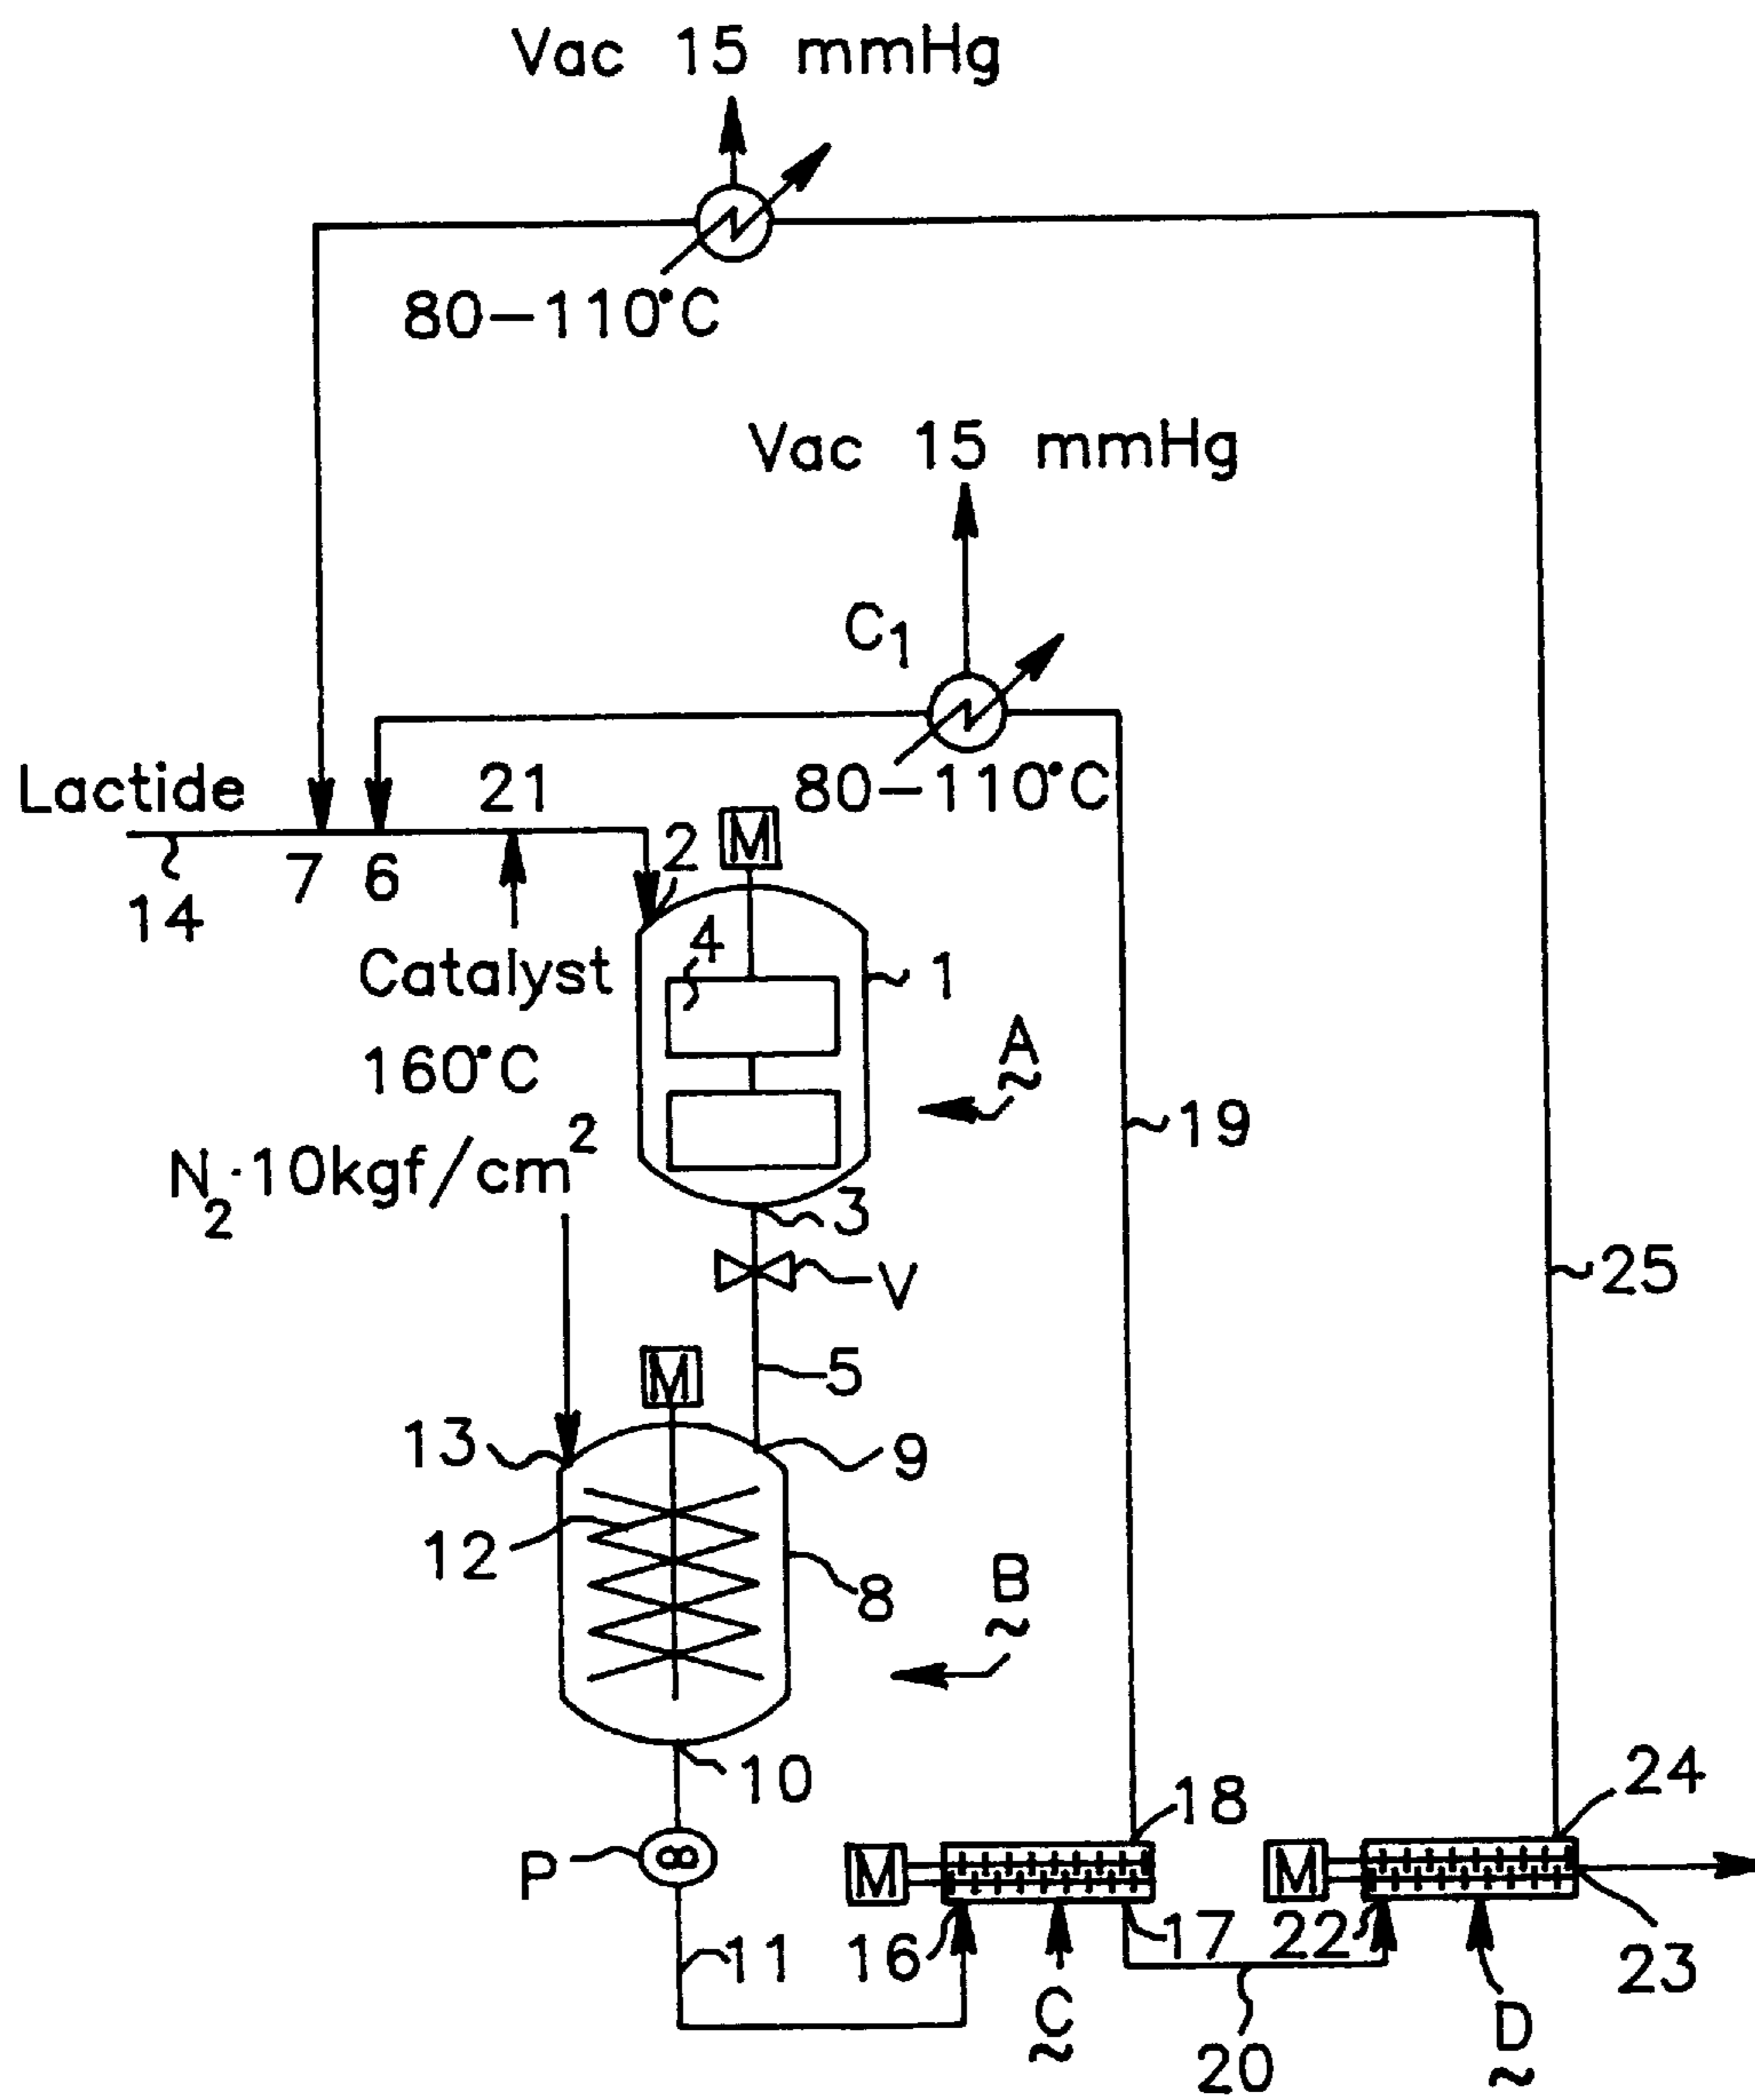 Vac 15 mmHg
80-110°C
Vac 15 mmHg
C1
80-110°C
Lactide
21
2
M
7
6
14
4
1
Catalyst
160°C
A
N2·10kgf/cm2
19
3
V
25
M
5
13
9
12
B
8
10
18
24
P
M
M
11
16
17
22
23
C
20
D